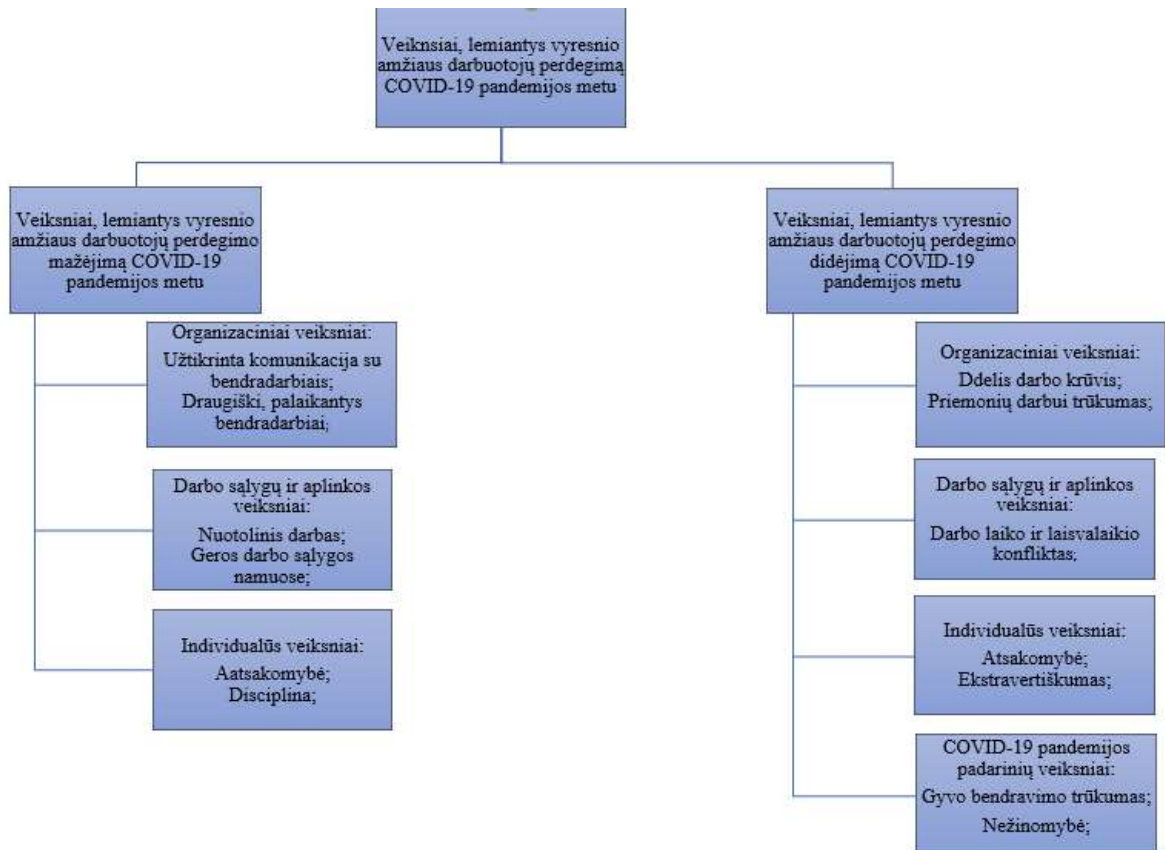 Veiknsiai, lemiantys vyresnio
amžiaus darbuotojų perdegimą
COVID-19 pandemijos metu
Veiksniai, lemiantys vyresnio
amžiaus darbuotojų perdegimo
mažėjimą COVID-19
pandemijos metu
Organizaciniai veiksniai:
Užtikrinta komunikacija su
bendradarbiais;
Draugiški, palaikantys
bendradarbiai;
Darbo sąlygų ir aplinkos
veiksniai:
Nuotolinis darbas;
Geros darbo sąlygos
namuose;
Individualūs veiksniai:
Aatsakomybė;
Disciplina;
Veiksniai, lemiantys vyresnio
amžiaus darbuotojų perdegimo
didėjimą COVID-19
pandemijos metu
Organizaciniai veiksniai:
Ddelis darbo krūvis;
Priemonių darbui trūkumas;
Darbo sąlygų ir aplinkos
veiksniai:
Darbo laiko ir laisvalaikio
konfliktas;
Individualūs veiksniai:
Atsakomybė;
Ekstravertiškumas;
COVID-19 pandemijos
padarinių veiksniai:
Gyvo bendravimo trūkumas;
Nežinomybė;